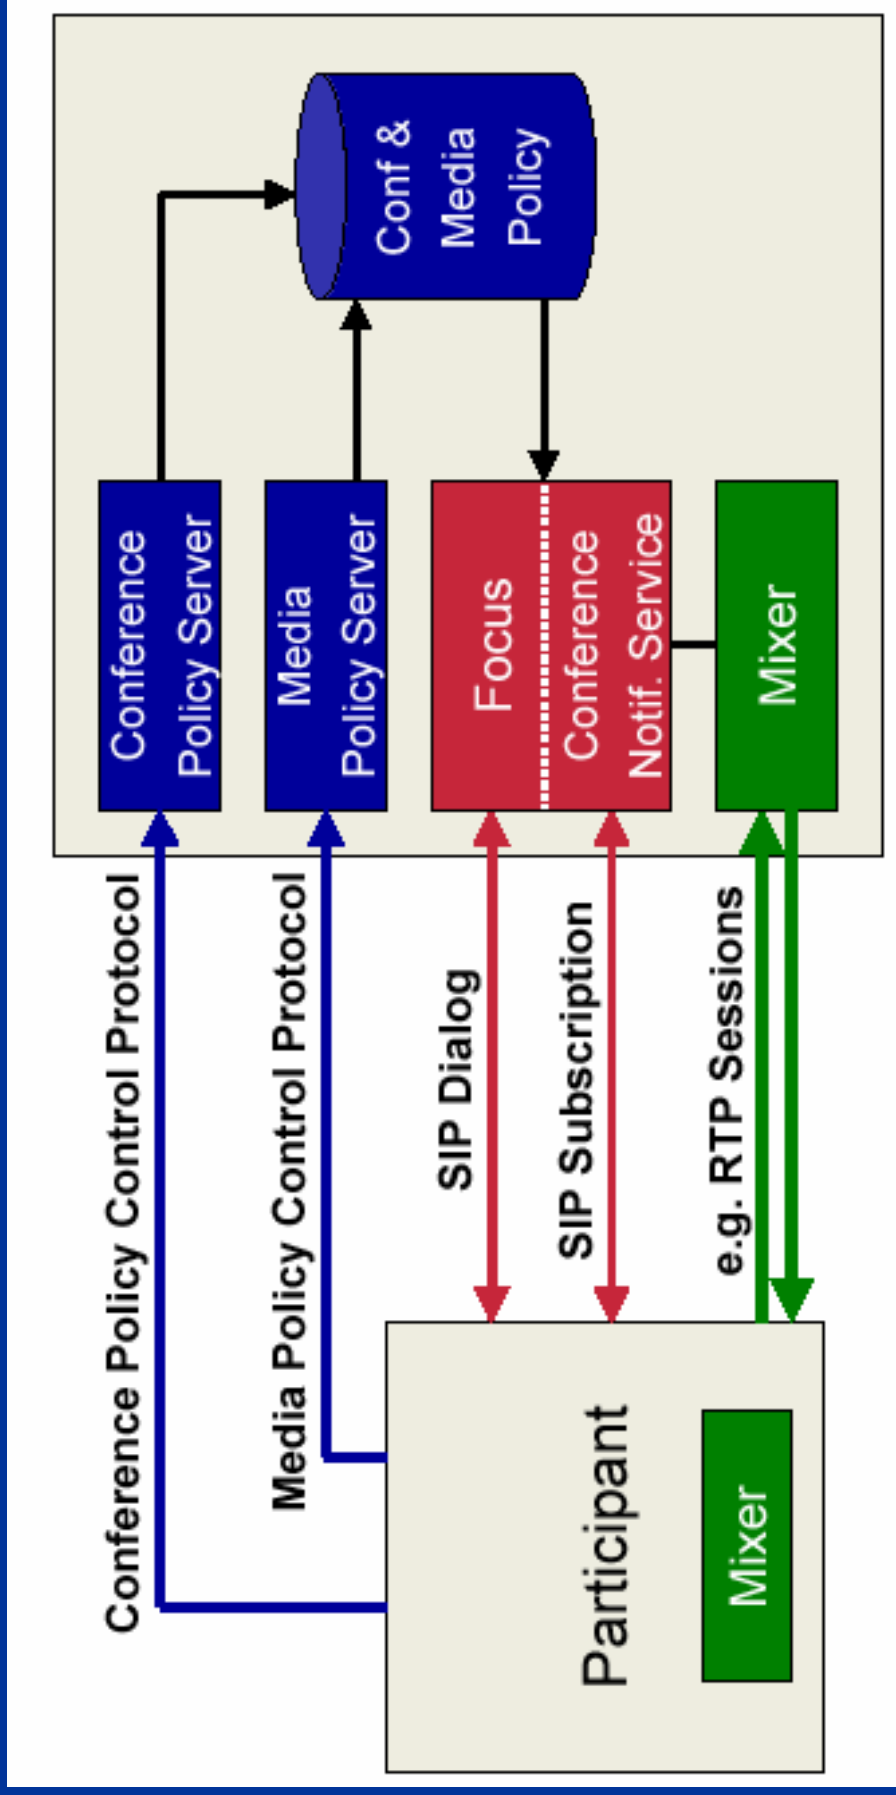 Conference Policy Control Protocol
Conference
Policy Server
Media Policy Control Protocol
Media
Policy Server
Conf &
Media
Policy
SIP Dialog
Focus
SIP Subscription
Conference
Notif. Service
Participant
e.g. RTP Sessions
Mixer
Mixer